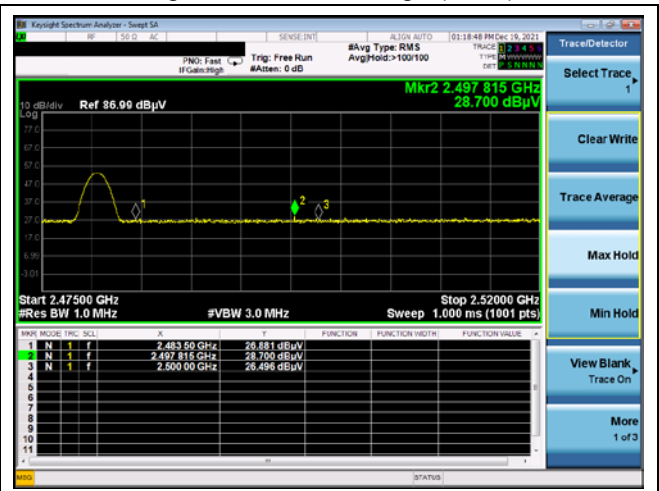 Keysight Spectrum Analyzer - Swept SA
RF 50 Ω AC SENSE:INT ALIGN AUTO 01:18:48 PM Dec 19, 2021
PNO: Fast Trig: Free Run #Avg Type: RMS TRACE 1 2 3 4 5 6
IFGain:High #Atten: 0 dB Avg|Hold:>100/100 TYPE M WWWWW
DET P S N N N N
Trace/Detector
Mkr2 2.497 815 GHz
28.700 dBµV
10 dB/div Ref 86.99 dBµV
Log
77.0
67.0
57.0
47.0
37.0
27.0
17.0
6.99
-3.01
1
2
3
Start 2.47500 GHz Stop 2.52000 GHz
#Res BW 1.0 MHz #VBW 3.0 MHz Sweep 1.000 ms (1001 pts)
MKR MODE TRC SCL X Y FUNCTION FUNCTION WIDTH FUNCTION VALUE
1 N 1 f 2.483 50 GHz 26.881 dBµV
2 N 1 f 2.497 815 GHz 28.700 dBµV
3 N 1 f 2.500 00 GHz 26.496 dBµV
4
5
6
7
8
9
10
11
MSG STATUS
Select Trace
1
Clear Write
Trace Average
Max Hold
Min Hold
View Blank
Trace On
More
1 of 3